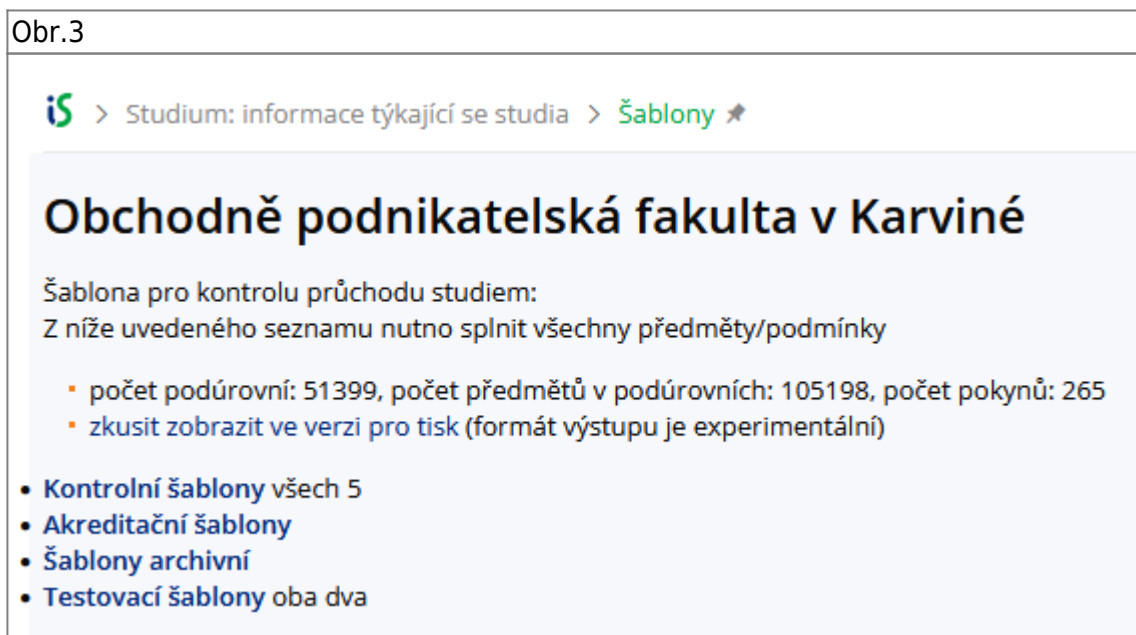 Obr.3
iS > Studium: informace týkající se studia > Šablony
Obchodně podnikatelská fakulta v Karviné
Šablona pro kontrolu průchodu studiem:
Z níže uvedeného seznamu nutno splnit všechny předměty/podmínky
▪ počet podúrovní: 51399, počet předmětů v podúrovních: 105198, počet pokynů: 265
▪ zkusit zobrazit ve verzi pro tisk (formát výstupu je experimentální)
• Kontrolní šablony všech 5
• Akreditační šablony
• Šablony archivní
• Testovací šablony oba dva